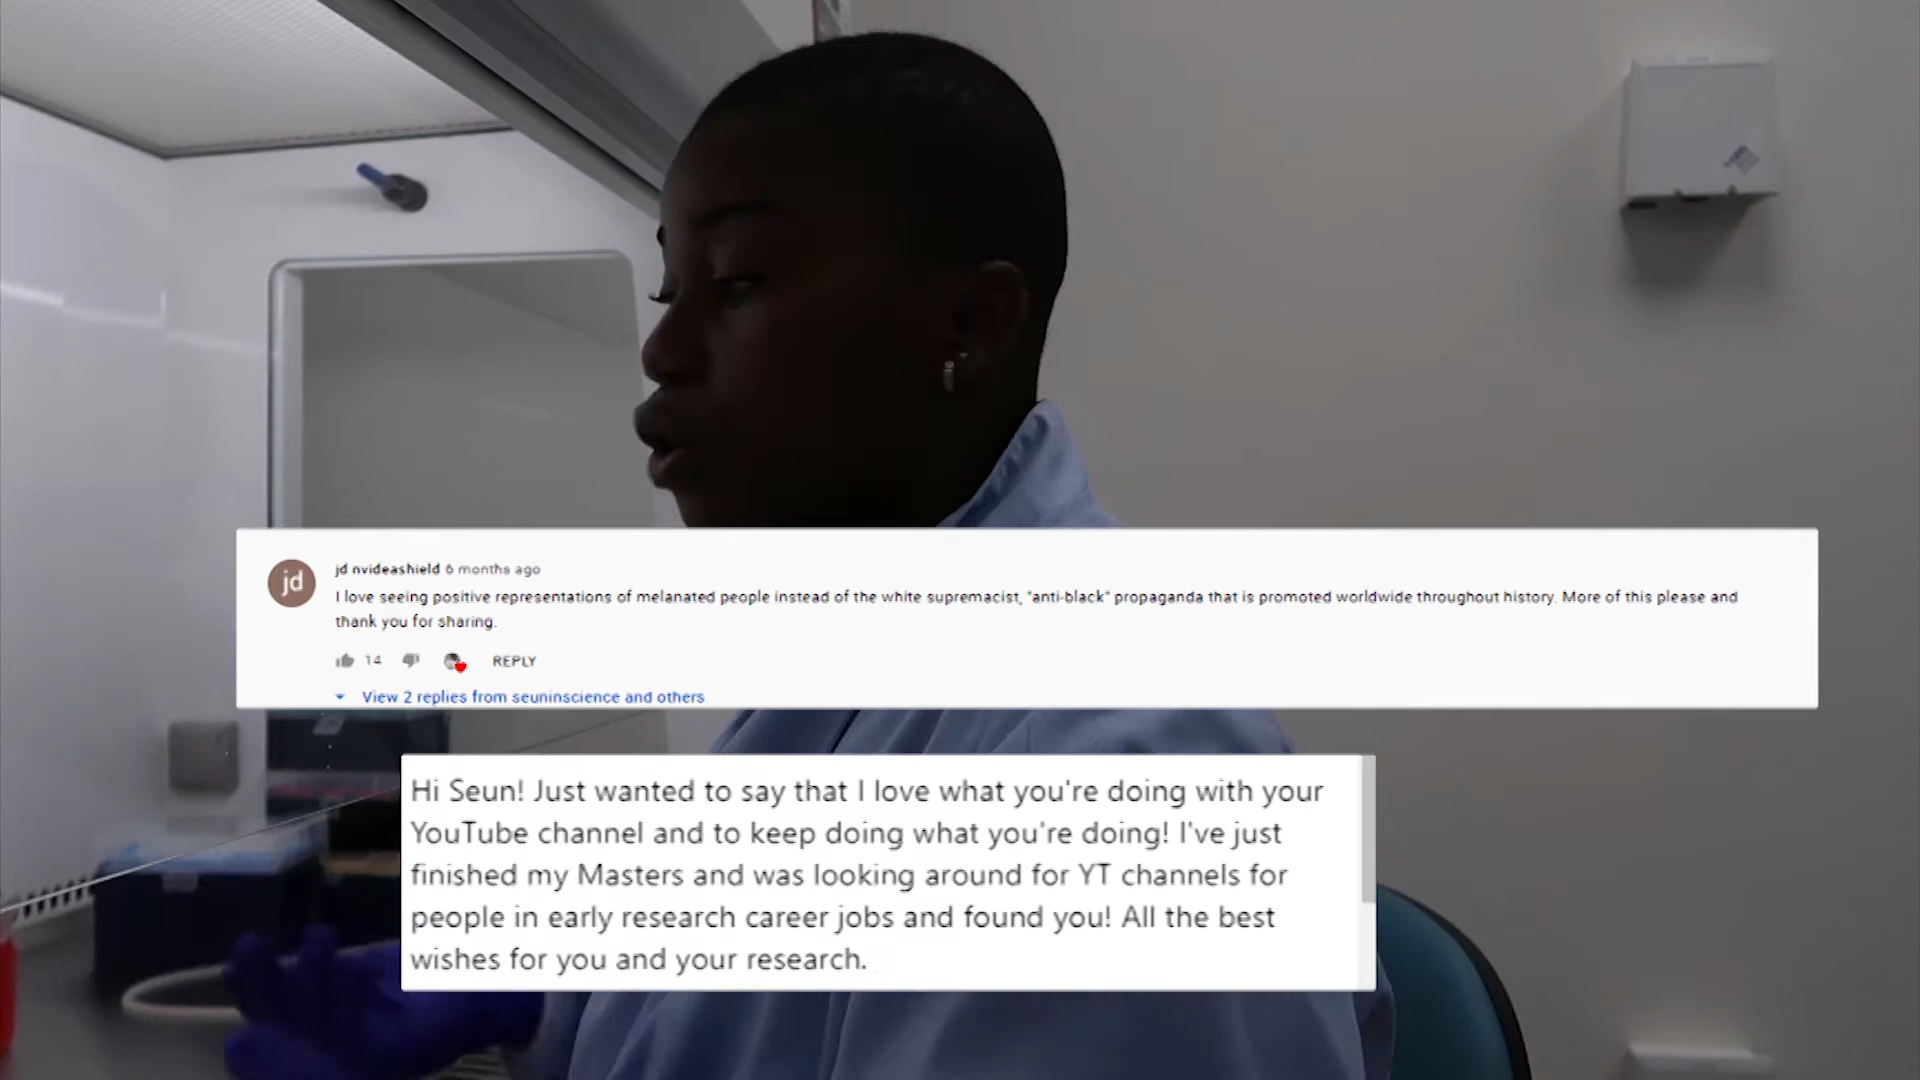 jd
jd nvideashield 6 months ago
I love seeing positive representations of melanated people instead of the white supremacist, "anti-black" propaganda that is promoted worldwide throughout history. More of this please and
thank you for sharing.
14 REPLY
View 2 replies from seuninscience and others
Hi Seun! Just wanted to say that I love what you're doing with your
YouTube channel and to keep doing what you're doing! I've just
finished my Masters and was looking around for YT channels for
people in early research career jobs and found you! All the best
wishes for you and your research.